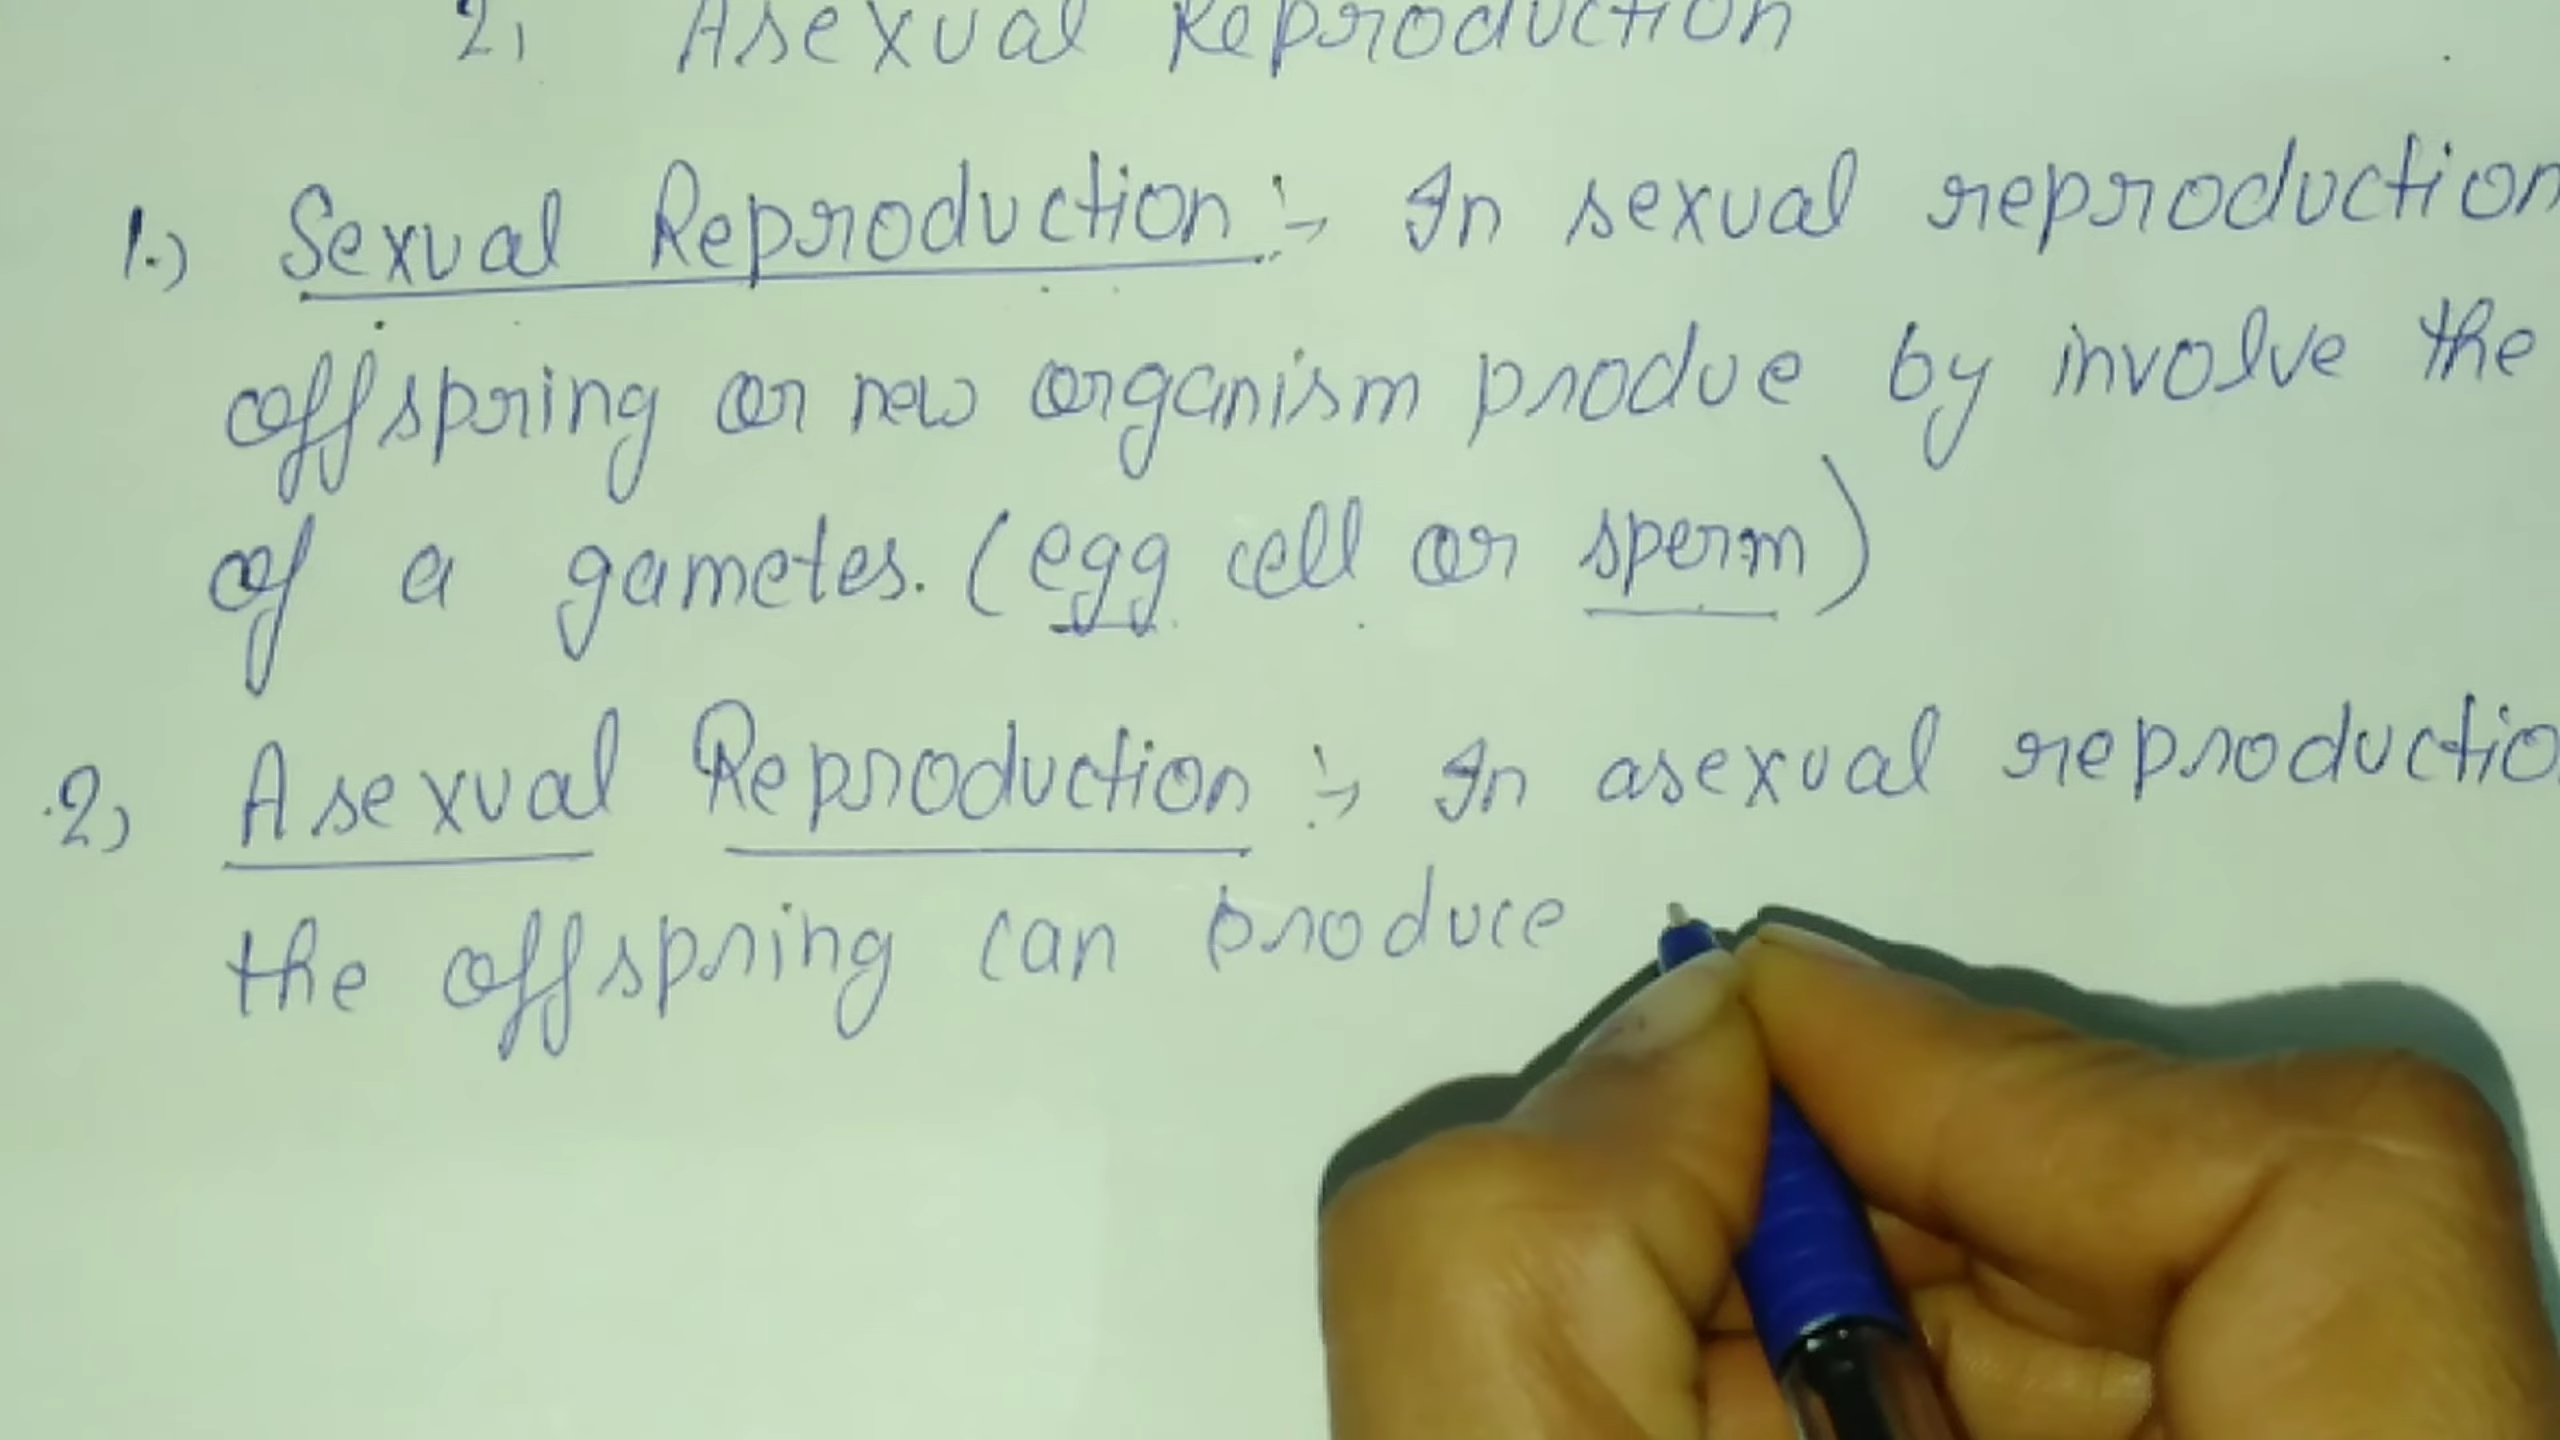 2, Asexual Reproduction
1.) Sexual Reproduction :- In sexual reproduction
offspring or new organism produe by involve the
of a gametes. (egg cell or sperm)
2) Asexual Reproduction :- In asexual reproductio
the offspring can produce